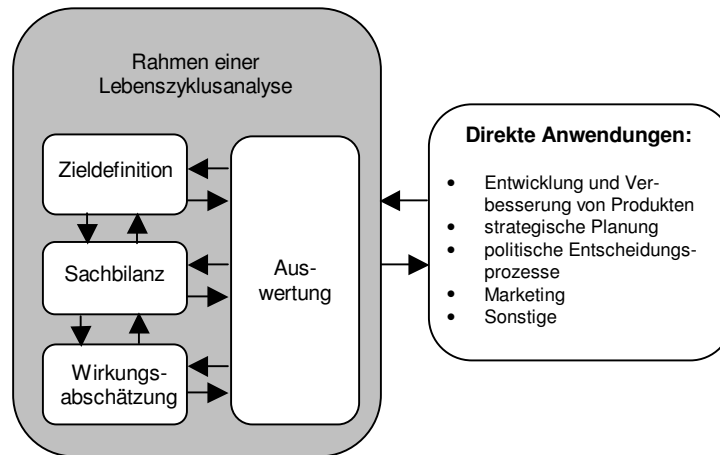 Rahmen einer
Lebenszyklusanalyse
Zieldefinition
Sachbilanz
Wirkungs-
abschätzung
Aus-
wertung
Direkte Anwendungen:
• Entwicklung und Ver-
besserung von Produkten
• strategische Planung
• politische Entscheidungs-
prozesse
• Marketing
• Sonstige